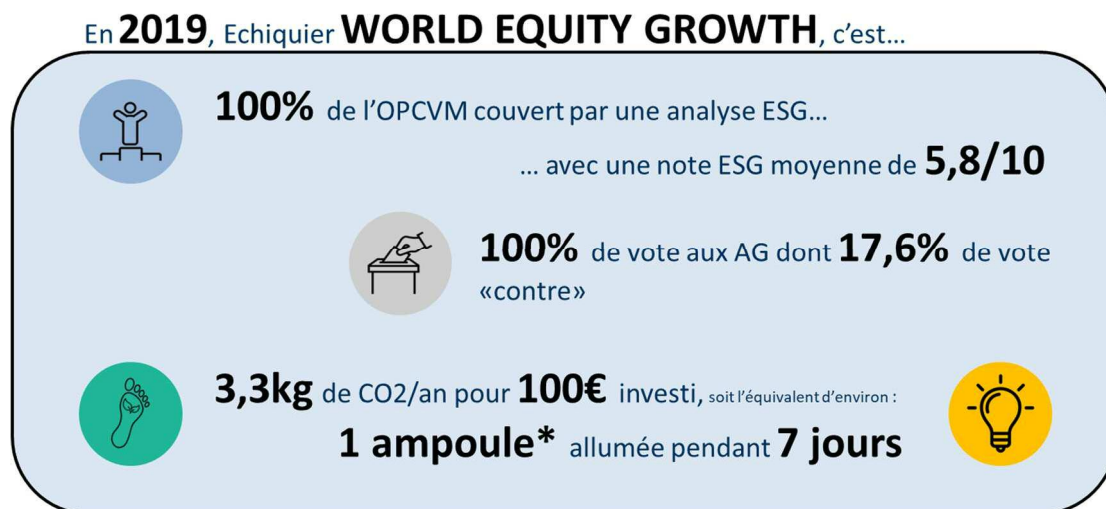 En 2019, Echiquier WORLD EQUITY GROWTH, c'est...
100% de l'OPCVM couvert par une analyse ESG...
... avec une note ESG moyenne de 5,8/10
100% de vote aux AG dont 17,6% de vote
«contre»
3,3kg de CO2/an pour 100€ investi, soit l'équivalent d'environ :
1 ampoule* allumée pendant 7 jours